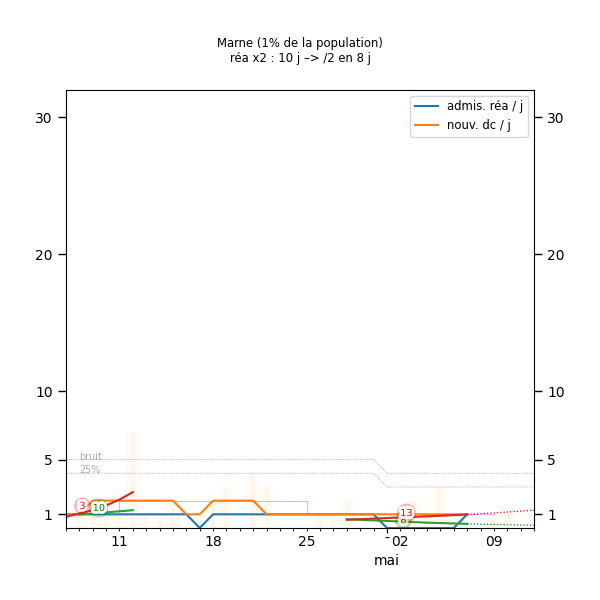 Marne (1% de la population)
réa x2 : 10 j –> /2 en 8 j
admis. réa / j
nouv. dc / j
30 30
20 20
10 10
5 5
bruit
25%
1 1
3 10 13
11 18 25 02 09
mai